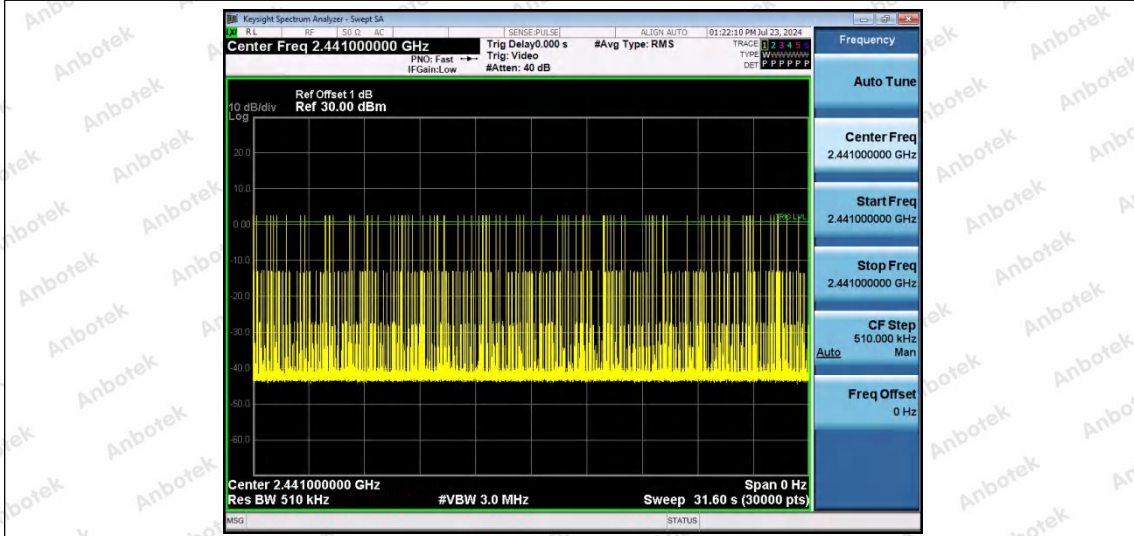 Keysight Spectrum Analyzer - Swept SA
RL RF 50 Ω AC SENSE:PULSE ALIGN AUTO 01:22:10 PM Jul 23, 2024
Center Freq 2.441000000 GHz
Trig Delay0.000 s #Avg Type: RMS TRACE 1 2 3 4 5 6
PNO: Fast Trig: Video TYPE WWWWWW
IFGain:Low #Atten: 40 dB DET P P P P P P
Ref Offset 1 dB
10 dB/div Ref 30.00 dBm
Log
20.0
10.0
0.00
TRIG LVL
-10.0
-20.0
-30.0
-40.0
-50.0
-60.0
Center 2.441000000 GHz Span 0 Hz
Res BW 510 kHz #VBW 3.0 MHz Sweep 31.60 s (30000 pts)
MSG STATUS
Frequency
Auto Tune
Center Freq
2.441000000 GHz
Start Freq
2.441000000 GHz
Stop Freq
2.441000000 GHz
CF Step
510.000 kHz
Auto Man
Freq Offset
0 Hz
Anbotek